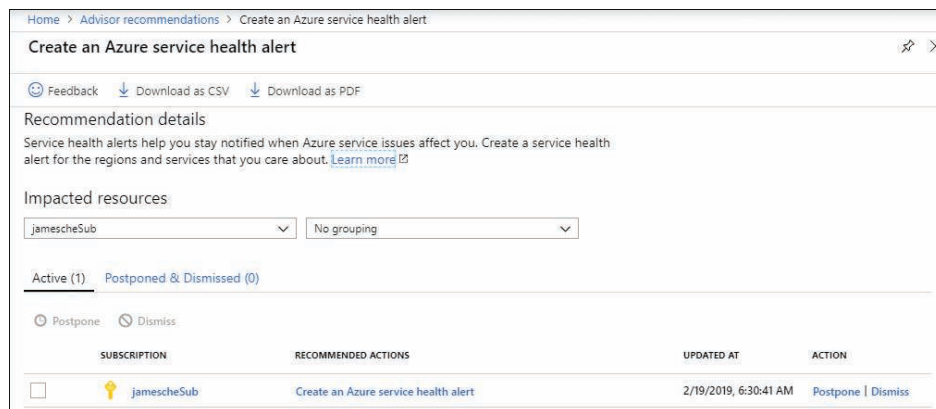 Home > Advisor recommendations > Create an Azure service health alert
Create an Azure service health alert
Feedback Download as CSV Download as PDF
Recommendation details
Service health alerts help you stay notified when Azure service issues affect you. Create a service health
alert for the regions and services that you care about. Learn more
Impacted resources
jamescheSub No grouping
Active (1) Postponed & Dismissed (0)
Postpone Dismiss
SUBSCRIPTION RECOMMENDED ACTIONS UPDATED AT ACTION
jamescheSub Create an Azure service health alert 2/19/2019, 6:30:41 AM Postpone | Dismiss